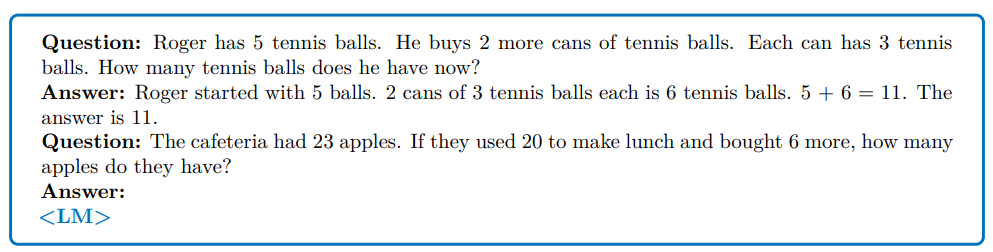 Question: Roger has 5 tennis balls. He buys 2 more cans of tennis balls. Each can has 3 tennis
balls. How many tennis balls does he have now?
Answer: Roger started with 5 balls. 2 cans of 3 tennis balls each is 6 tennis balls. 5 + 6 = 11. The
answer is 11.
Question: The cafeteria had 23 apples. If they used 20 to make lunch and bought 6 more, how many
apples do they have?
Answer:
<LM>